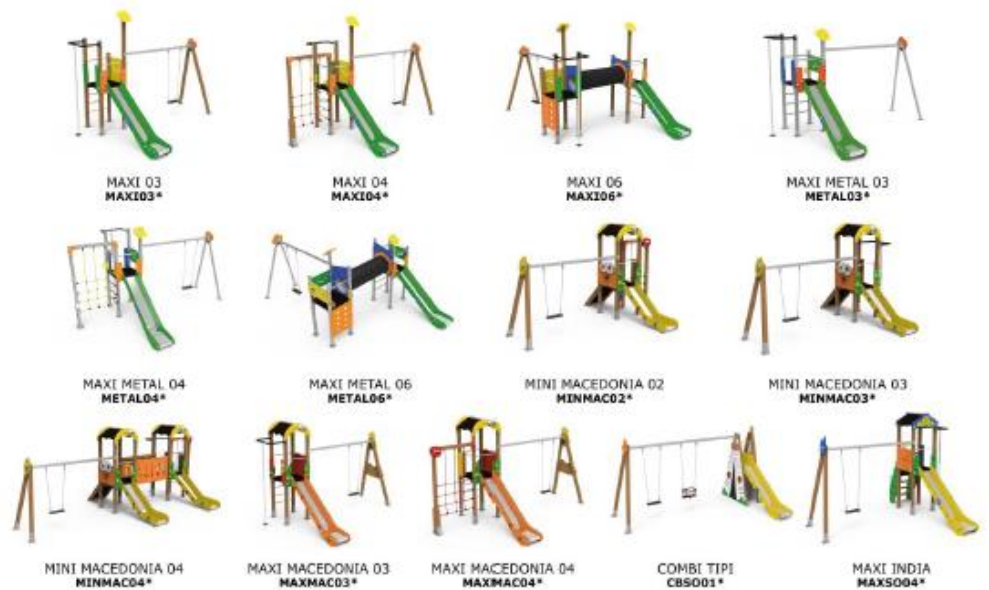 MAXI 03
MAXI03*
MAXI 04
MAXI04*
MAXI 06
MAXI06*
MAXI METAL 03
METAL03*
MAXI METAL 04
METAL04*
MAXI METAL 06
METAL06*
MINI MACEDONIA 02
MINMAC02*
MINI MACEDONIA 03
MINMAC03*
MINI MACEDONIA 04
MINMAC04*
MAXI MACEDONIA 03
MAXMAC03*
MAXI MACEDONIA 04
MAXIMAC04*
COMBI TIPI
CBSO01*
MAXI INDIA
MAXSO04*